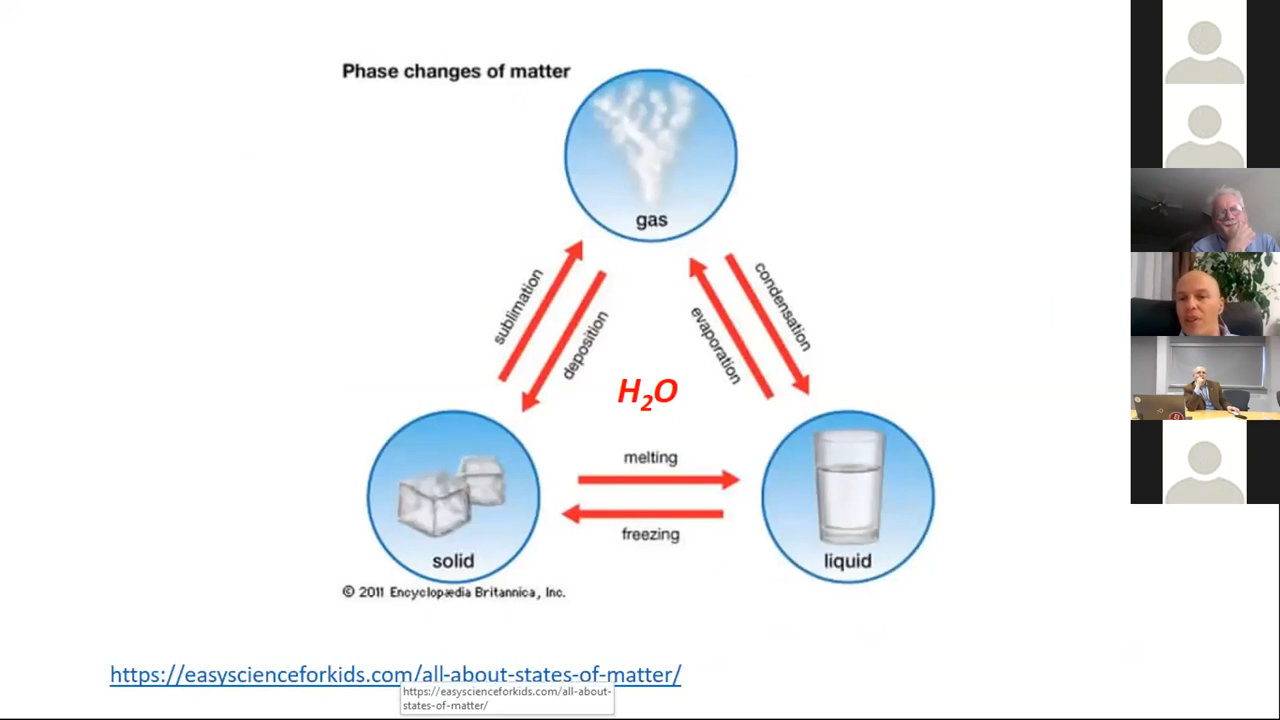 Phase changes of matter
gas
sublimation
deposition
evaporation
condensation
H₂O
melting
freezing
solid
liquid
© 2011 Encyclopædia Britannica, Inc.
https://easyscienceforkids.com/all-about-states-of-matter/
https://easyscienceforkids.com/all-about-
states-of-matter/